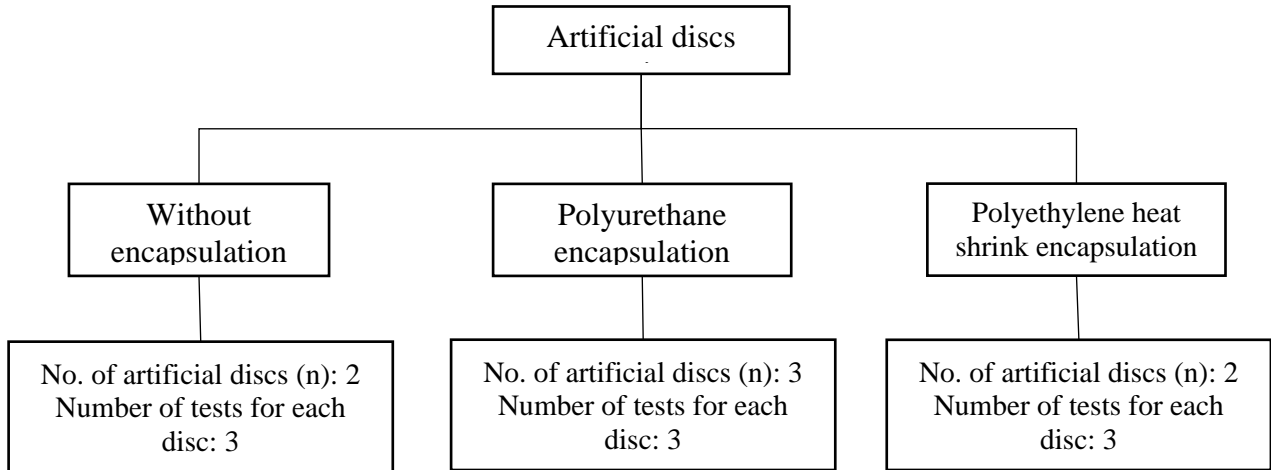 Artificial discs
Without
encapsulation
Polyurethane
encapsulation
Polyethylene heat
shrink encapsulation
No. of artificial discs (n): 2
Number of tests for each
disc: 3
No. of artificial discs (n): 3
Number of tests for each
disc: 3
No. of artificial discs (n): 2
Number of tests for each
disc: 3